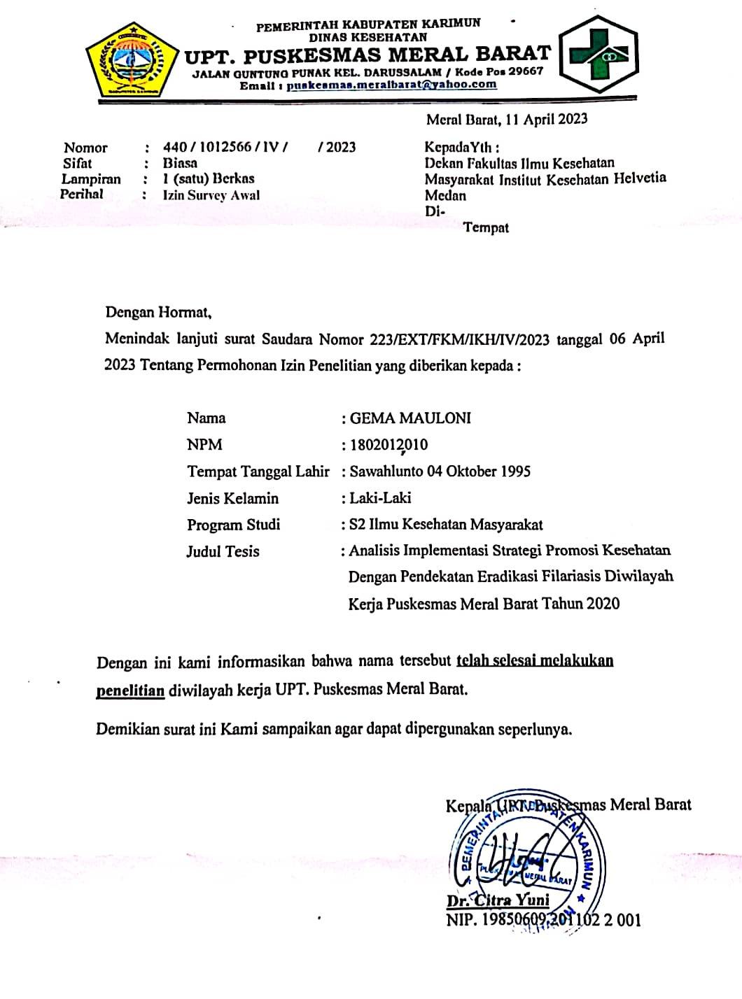 PEMERINTAH KABUPATEN KARIMUN
DINAS KESEHATAN
UPT. PUSKESMAS MERAL BARAT
JALAN GUNTUNG PUNAK KEL. DARUSSALAM / Kode Pos 29667
Email : puskesmas.meralbarat@yahoo.com
Meral Barat, 11 April 2023
Nomor : 440 / 1012566 / IV / / 2023
Sifat : Biasa
Lampiran : 1 (satu) Berkas
Perihal : Izin Survey Awal
KepadaYth :
Dekan Fakultas Ilmu Kesehatan
Masyarakat Institut Kesehatan Helvetia
Medan
Di-
Tempat
Dengan Hormat,
Menindak lanjuti surat Saudara Nomor 223/EXT/FKM/IKH/IV/2023 tanggal 06 April
2023 Tentang Permohonan Izin Penelitian yang diberikan kepada :
Nama : GEMA MAULONI
NPM : 1802012010
Tempat Tanggal Lahir : Sawahlunto 04 Oktober 1995
Jenis Kelamin : Laki-Laki
Program Studi : S2 Ilmu Kesehatan Masyarakat
Judul Tesis : Analisis Implementasi Strategi Promosi Kesehatan
Dengan Pendekatan Eradikasi Filariasis Diwilayah
Kerja Puskesmas Meral Barat Tahun 2020
Dengan ini kami informasikan bahwa nama tersebut telah selesai melakukan
penelitian diwilayah kerja UPT. Puskesmas Meral Barat.
Demikian surat ini Kami sampaikan agar dapat dipergunakan seperlunya.
Kepala UPT. Puskesmas Meral Barat
PEMERINTAH KABUPATEN KARIMUN
MERAL BARAT
Dr. Citra Yuni
NIP. 19850609 201102 2 001